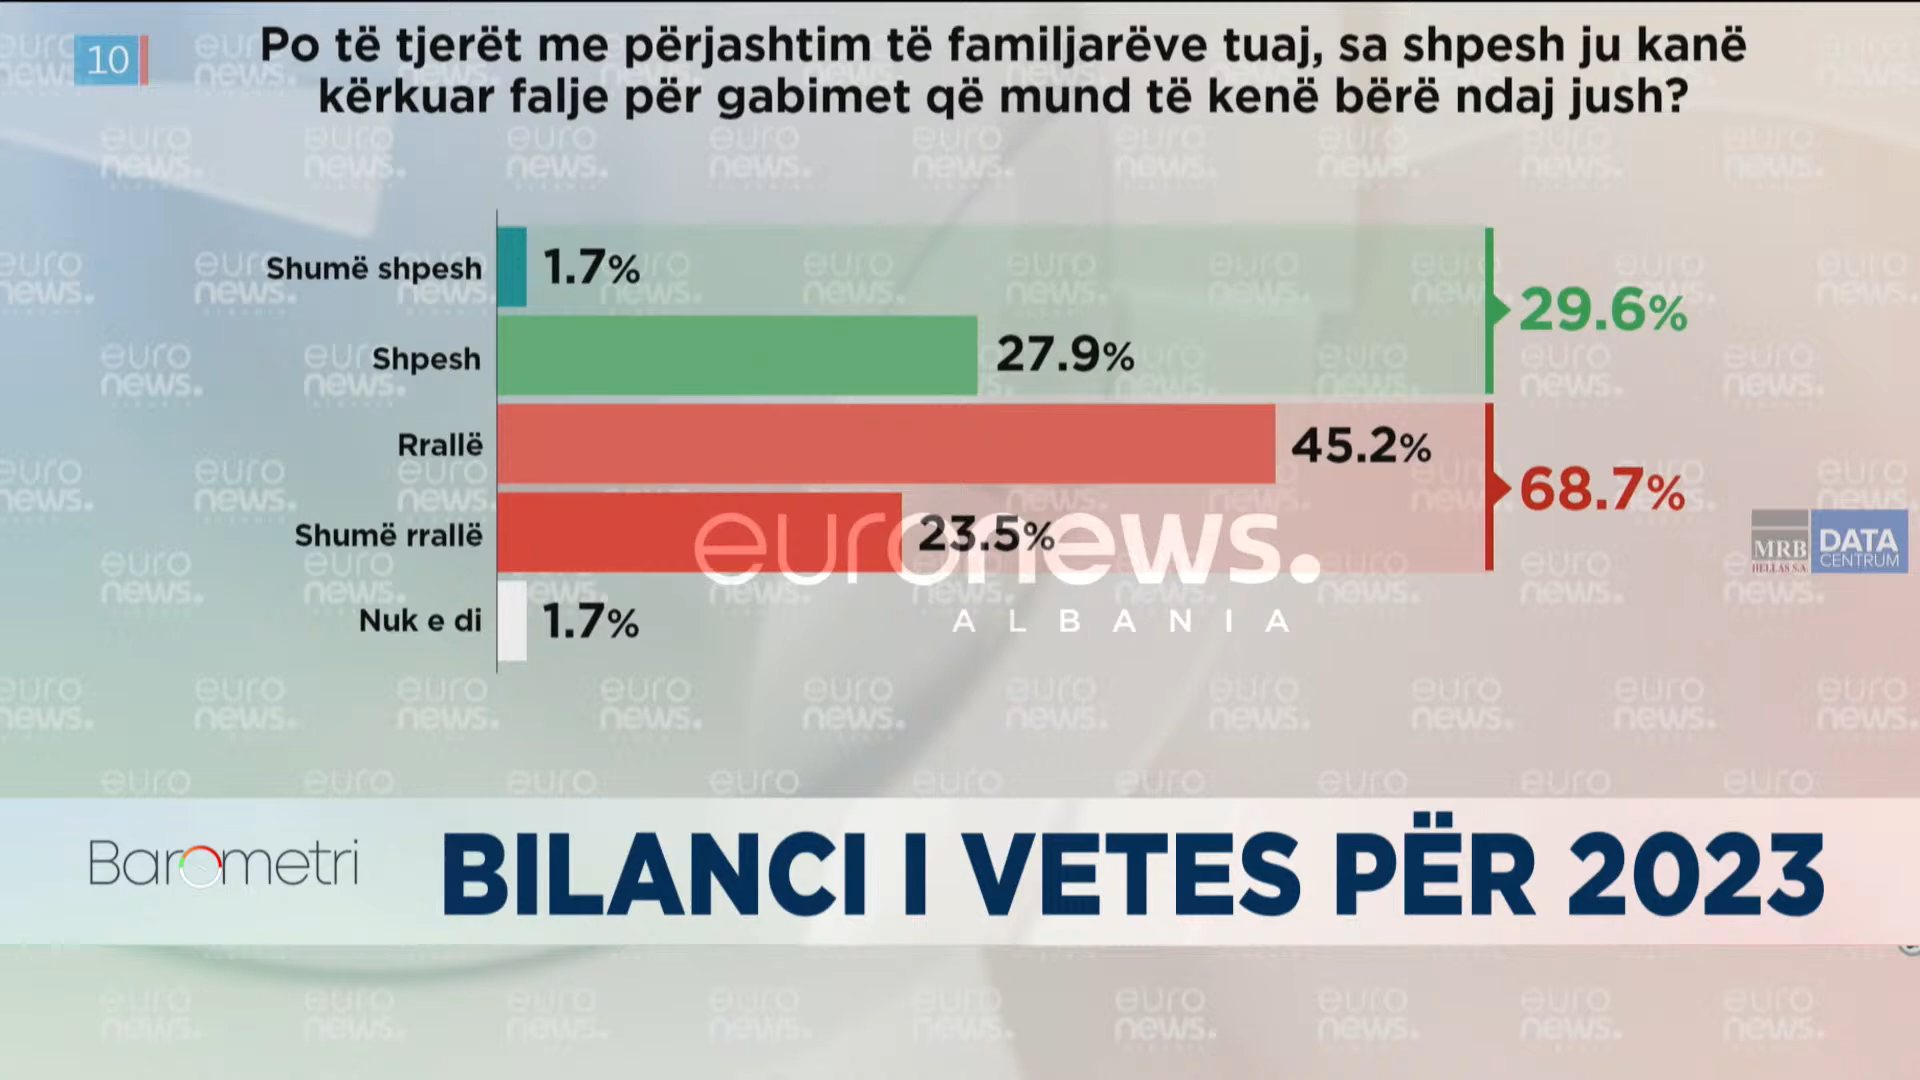 10
Po të tjerët me përjashtim të familjarëve tuaj, sa shpesh ju kanë
kërkuar falje për gabimet që mund të kenë bërë ndaj jush?
Shumë shpesh 1.7%
Shpesh 27.9%
29.6%
Rrallë 45.2%
Shumë rrallë 23.5%
68.7%
Nuk e di 1.7%
euronews.
ALBANIA
MRB
HELLAS S.A.
DATA
CENTRUM
Barometri
BILANCI I VETES PËR 2023